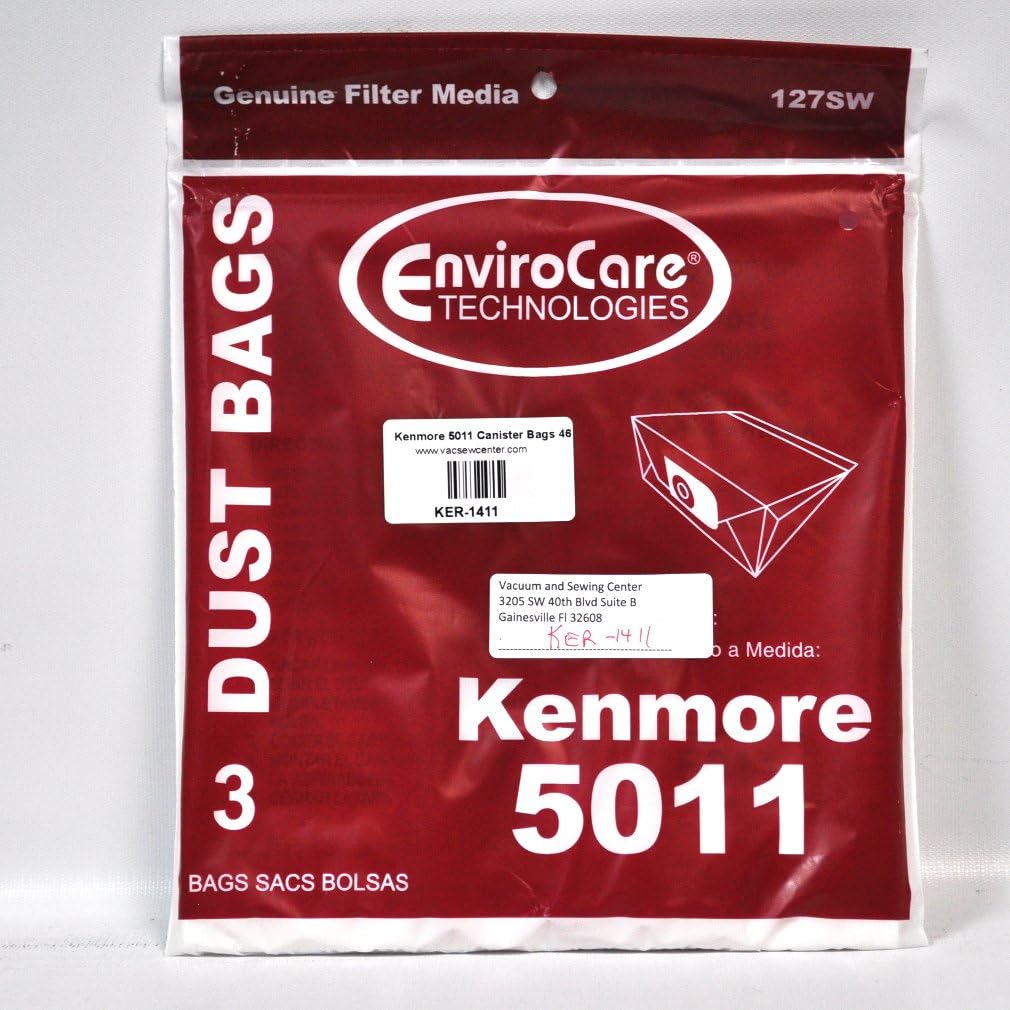 Genuine Filter Media
127SW
DUST BAGS
EnviroCare®
TECHNOLOGIES
Kenmore 5011 Canister Bags 46
www.vacsewcenter.com
KER-1411
Vacuum and Sewing Center
3205 SW 40th Blvd Suite B
Gainesville Fl 32608
KER-1411
o a Medida:
Kenmore
5011
3
BAGS SACS BOLSAS